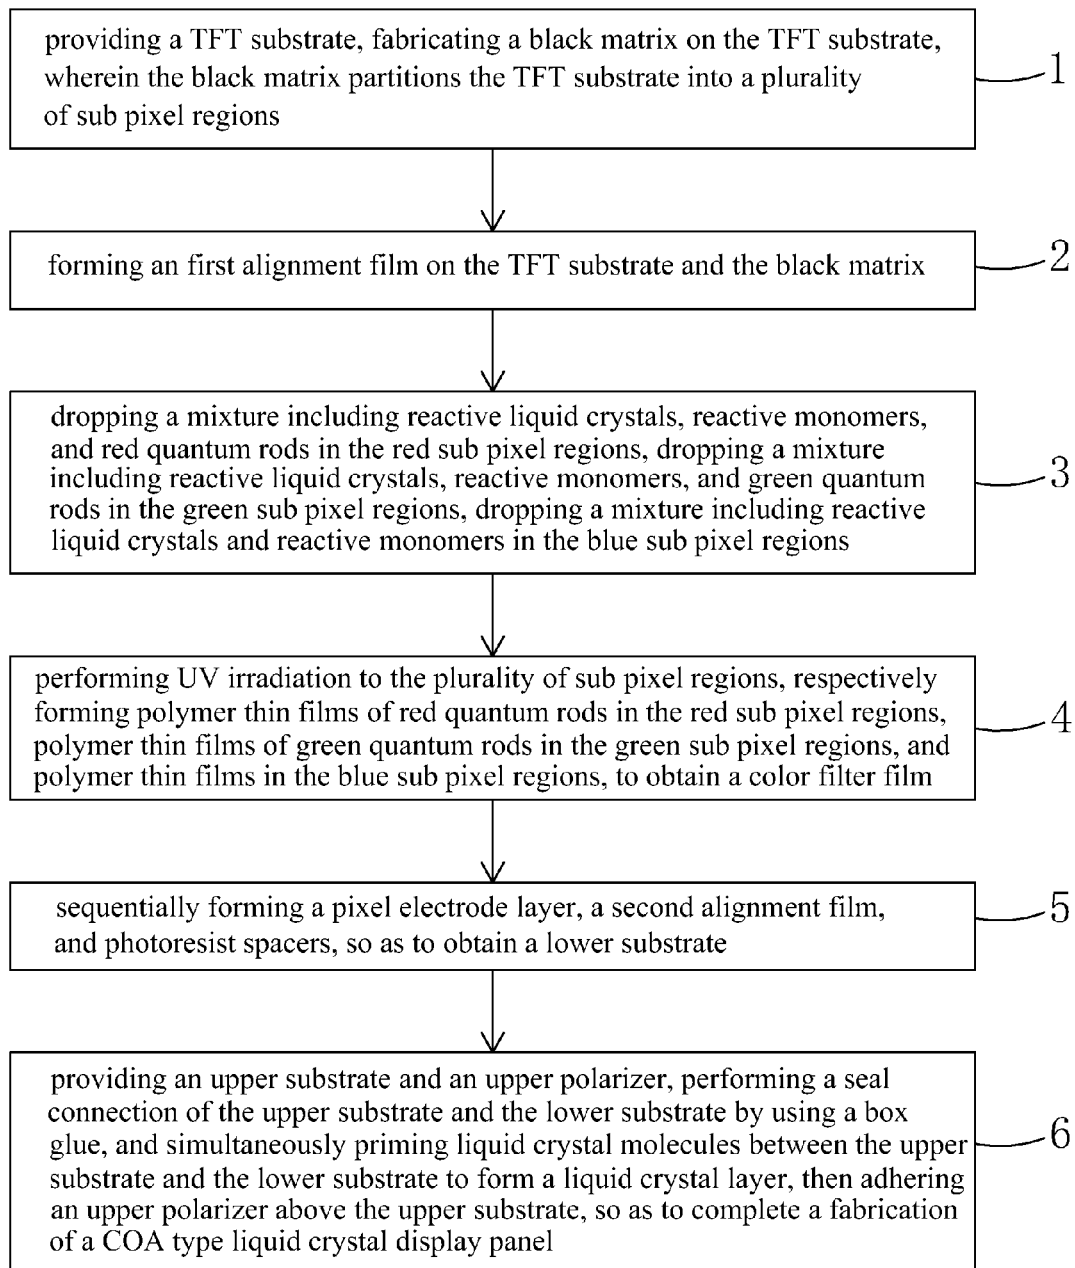 providing a TFT substrate, fabricating a black matrix on the TFT substrate,
wherein the black matrix partitions the TFT substrate into a plurality
of sub pixel regions
1
forming an first alignment film on the TFT substrate and the black matrix
2
dropping a mixture including reactive liquid crystals, reactive monomers,
and red quantum rods in the red sub pixel regions, dropping a mixture
including reactive liquid crystals, reactive monomers, and green quantum
rods in the green sub pixel regions, dropping a mixture including reactive
liquid crystals and reactive monomers in the blue sub pixel regions
3
performing UV irradiation to the plurality of sub pixel regions, respectively
forming polymer thin films of red quantum rods in the red sub pixel regions,
polymer thin films of green quantum rods in the green sub pixel regions, and
polymer thin films in the blue sub pixel regions, to obtain a color filter film
4
sequentially forming a pixel electrode layer, a second alignment film,
and photoresist spacers, so as to obtain a lower substrate
5
providing an upper substrate and an upper polarizer, performing a seal
connection of the upper substrate and the lower substrate by using a box
glue, and simultaneously priming liquid crystal molecules between the upper
substrate and the lower substrate to form a liquid crystal layer, then adhering
an upper polarizer above the upper substrate, so as to complete a fabrication
of a COA type liquid crystal display panel
6